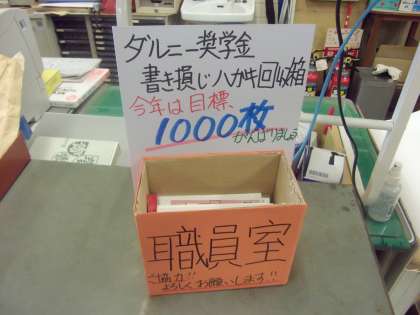 ダルニー奨学金
書き損じハガキ回収箱
今年は目標
1000枚
がんばりましょう
職員室
ご協力!!
よろしくお願いします!!